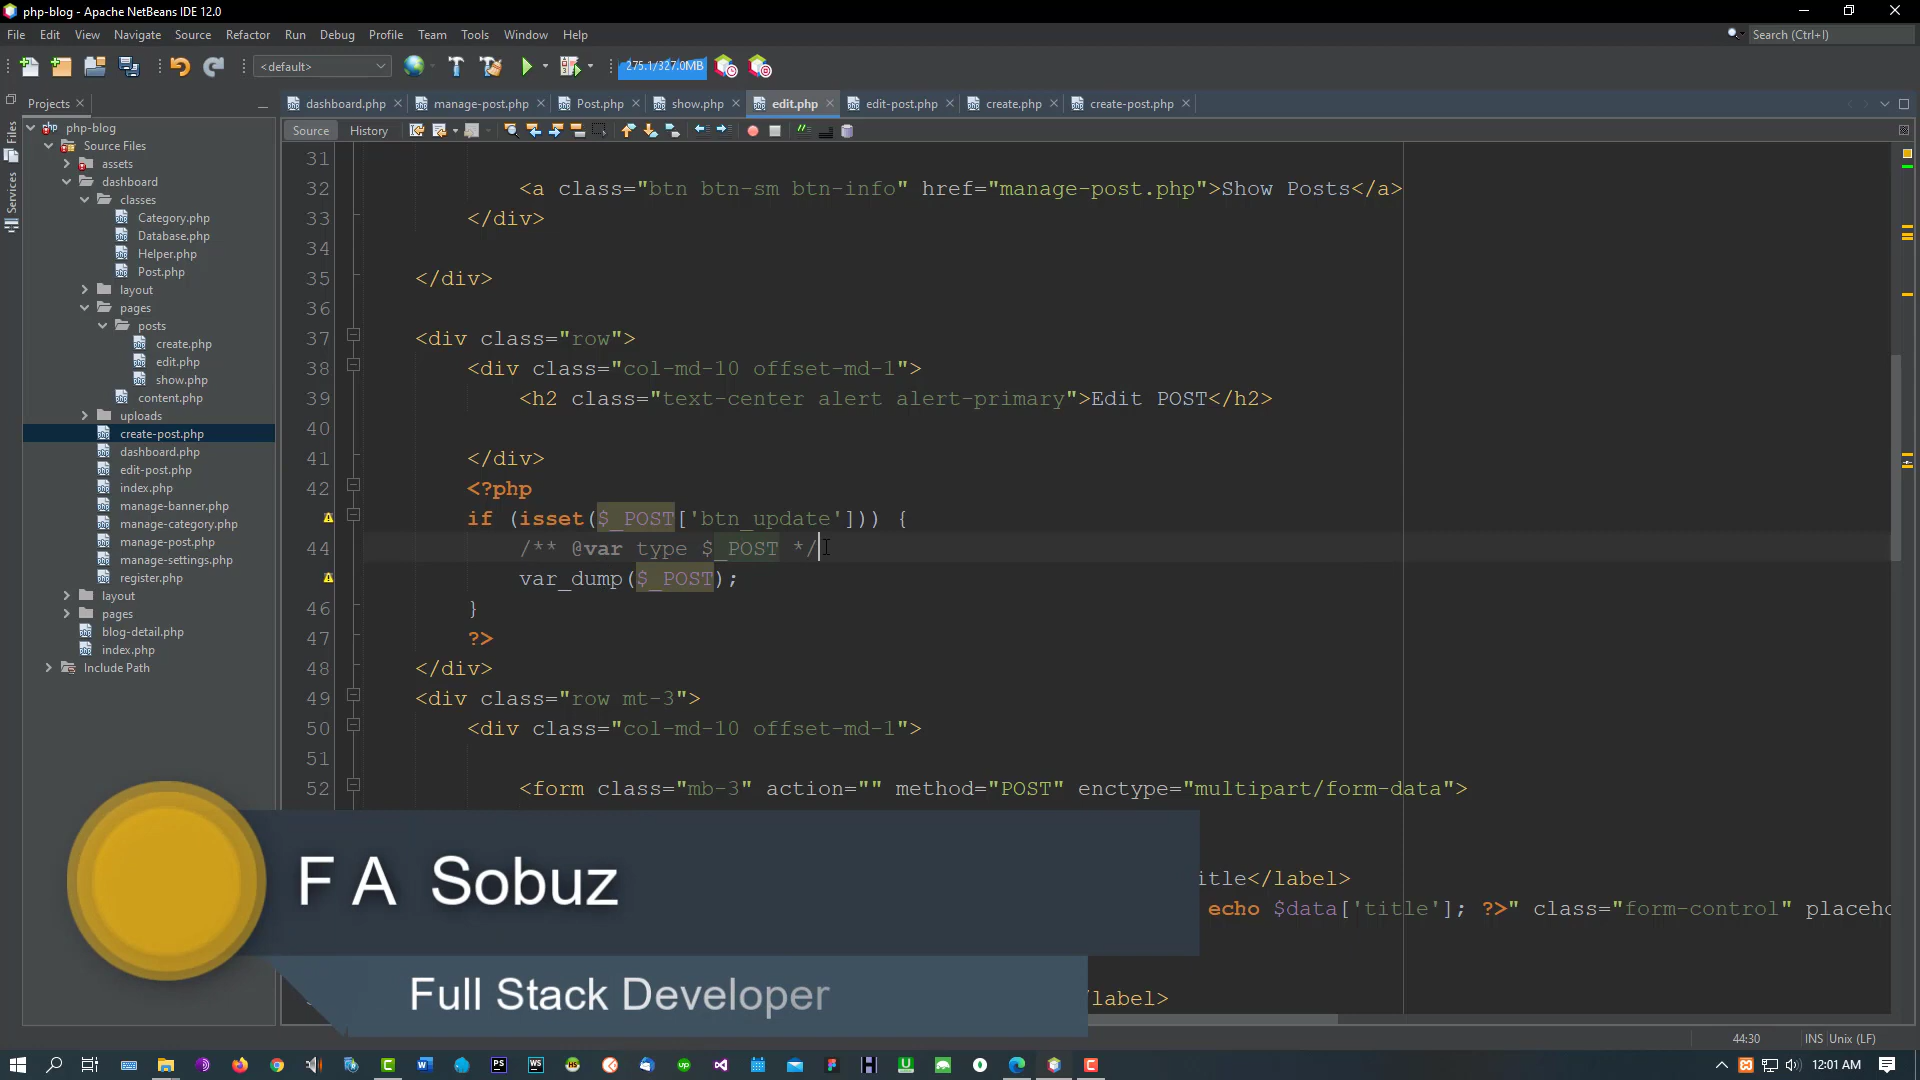 php-blog - Apache NetBeans IDE 12.0
File Edit View Navigate Source Refactor Run Debug Profile Team Tools Window Help
Search (Ctrl+I)
<default>
275.1/327.0MB
Projects
dashboard.php manage-post.php Post.php show.php edit.php edit-post.php create.php create-post.php
Files
Services
php-blog
Source Files
assets
dashboard
classes
Category.php
Database.php
Helper.php
Post.php
layout
pages
posts
create.php
edit.php
show.php
content.php
uploads
create-post.php
dashboard.php
edit-post.php
index.php
manage-banner.php
manage-category.php
manage-post.php
manage-settings.php
register.php
layout
pages
blog-detail.php
index.php
Include Path
Source History
31
32 <a class="btn btn-sm btn-info" href="manage-post.php">Show Posts</a>
33 </div>
34
35 </div>
36
37 <div class="row">
38 <div class="col-md-10 offset-md-1">
39 <h2 class="text-center alert alert-primary">Edit POST</h2>
40
41 </div>
42 <?php
if (isset($_POST['btn_update'])) {
44 /** @var type $_POST */
var_dump($_POST);
46 }
47 ?>
48 </div>
49 <div class="row mt-3">
50 <div class="col-md-10 offset-md-1">
51
52 <form class="mb-3" action="" method="POST" enctype="multipart/form-data">
itle</label>
echo $data['title']; ?>" class="form-control" placeho
/label>
F A Sobuz
Full Stack Developer
44:30 INS Unix (LF)
12:01 AM